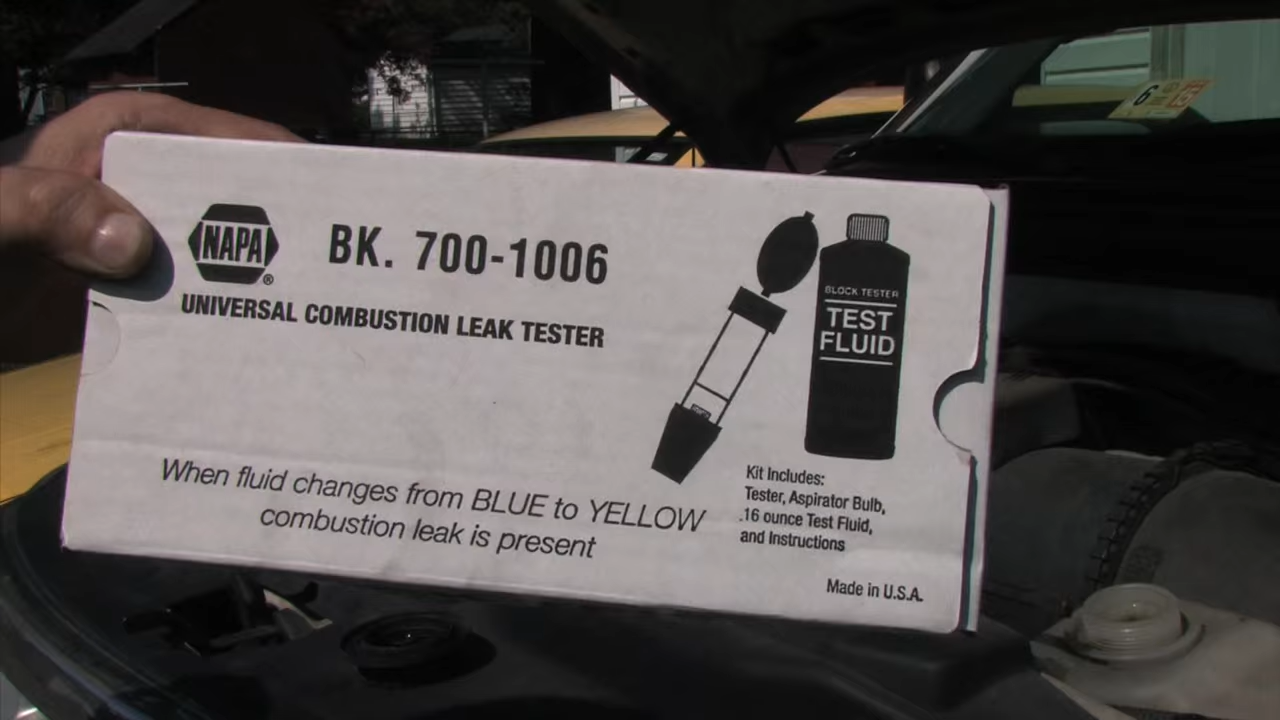 NAPA ®
BK. 700-1006
UNIVERSAL COMBUSTION LEAK TESTER
BLOCK TESTER
TEST
FLUID
When fluid changes from BLUE to YELLOW
combustion leak is present
Kit Includes:
Tester, Aspirator Bulb,
.16 ounce Test Fluid,
and Instructions
Made in U.S.A.
6